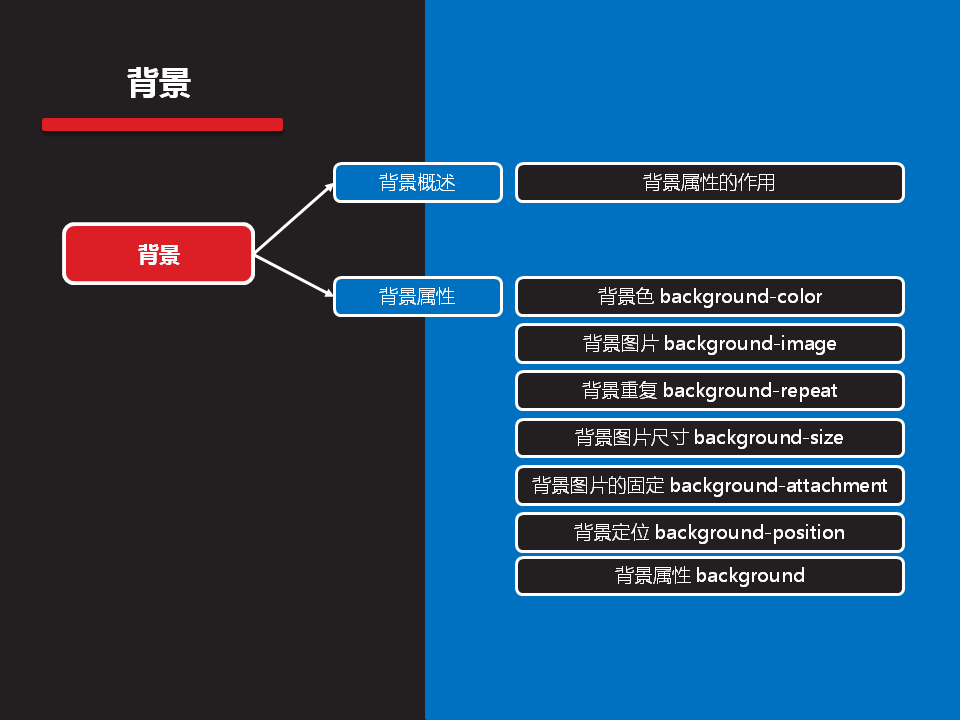 背景
背景概述
背景属性的作用
背景
背景属性
背景色 background-color
背景图片 background-image
背景重复 background-repeat
背景图片尺寸 background-size
背景图片的固定 background-attachment
背景定位 background-position
背景属性 background